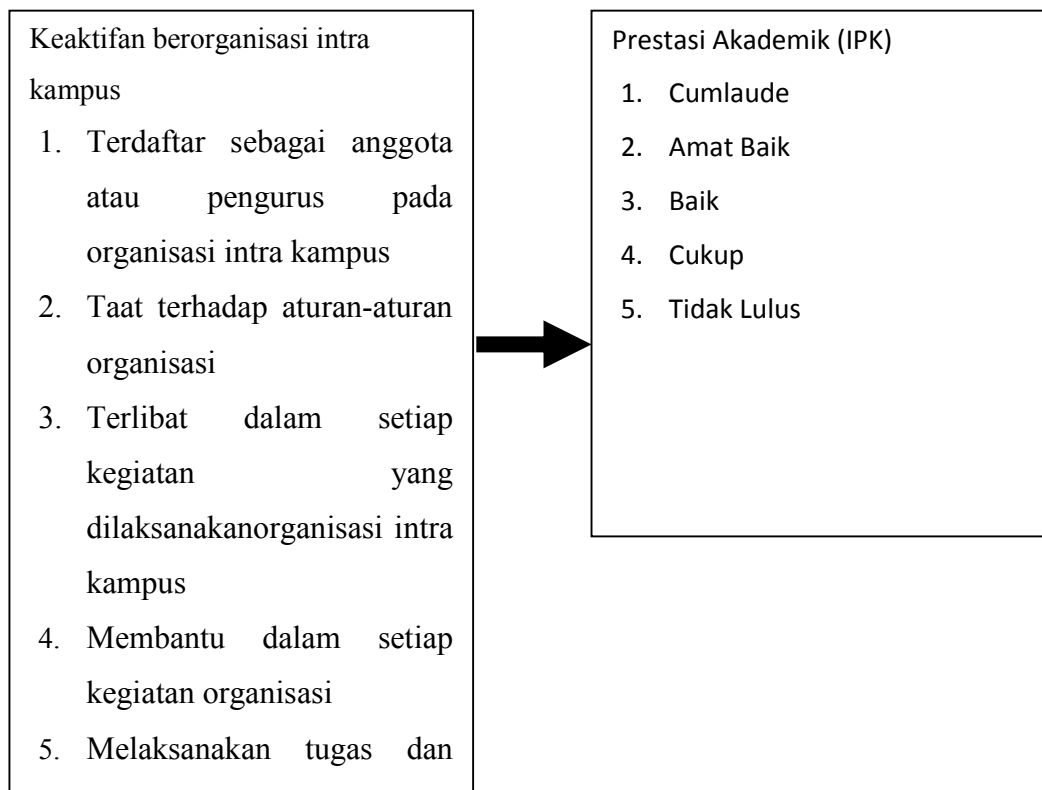 Keaktifan berorganisasi intra
kampus
1. Terdaftar sebagai anggota
atau pengurus pada
organisasi intra kampus
2. Taat terhadap aturan-aturan
organisasi
3. Terlibat dalam setiap
kegiatan yang
dilaksanakanorganisasi intra
kampus
4. Membantu dalam setiap
kegiatan organisasi
5. Melaksanakan tugas dan
Prestasi Akademik (IPK)
1. Cumlaude
2. Amat Baik
3. Baik
4. Cukup
5. Tidak Lulus